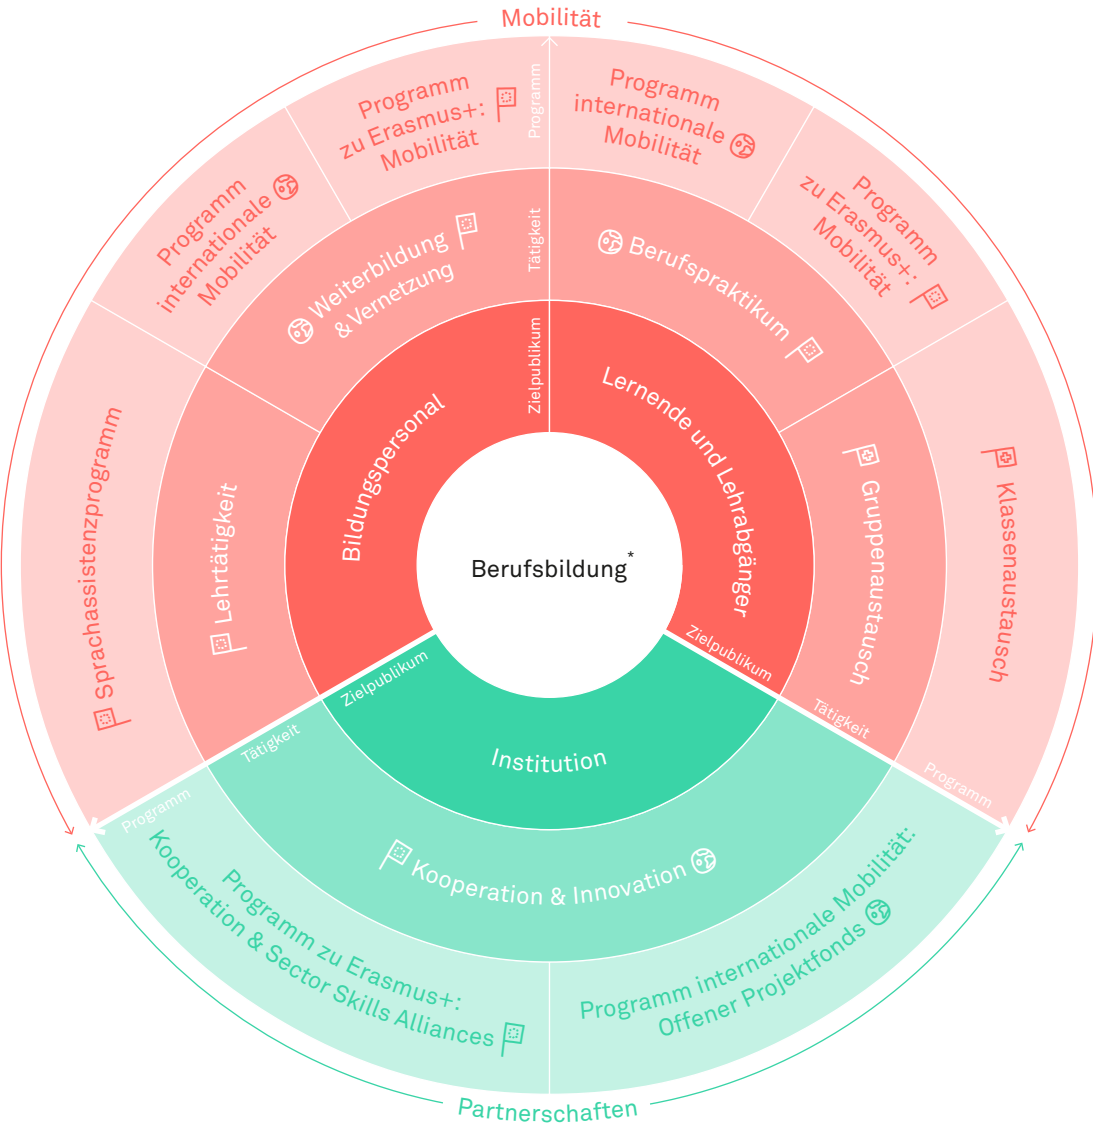 Mobilität
Programm
zu Erasmus+:
Mobilität
Programm
Programm
internationale
Mobilität
Programm
internationale
Mobilität
Programm
zu Erasmus+:
Mobilität
Weiterbildung
& Vernetzung
Tätigkeit
Berufspraktikum
Zielpublikum
Bildungspersonal
Lernende und Lehrabgänger
Sprachassistenzprogramm
Lehrtätigkeit
Gruppenaustausch
Klassenaustausch
Berufsbildung*
Zielpublikum
Tätigkeit
Programm
Zielpublikum
Tätigkeit
Programm
Institution
Kooperation & Innovation
Programm zu Erasmus+:
Kooperation & Sector Skills Alliances
Programm internationale Mobilität:
Offener Projektfonds
Partnerschaften